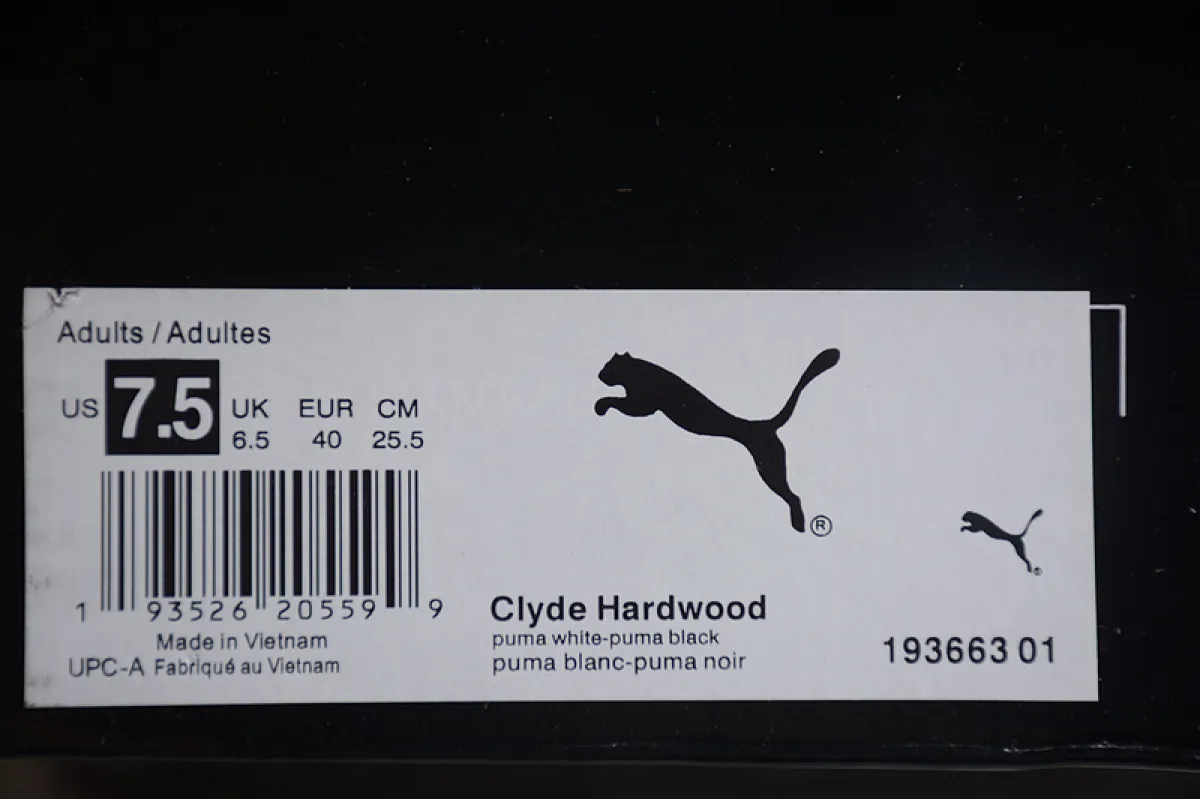 Adults / Adultes
US 7.5 UK EUR CM
6.5 40 25.5
1 93526 20559 9
Made in Vietnam
UPC-A Fabriqué au Vietnam
®
Clyde Hardwood
puma white-puma black
puma blanc-puma noir
193663 01